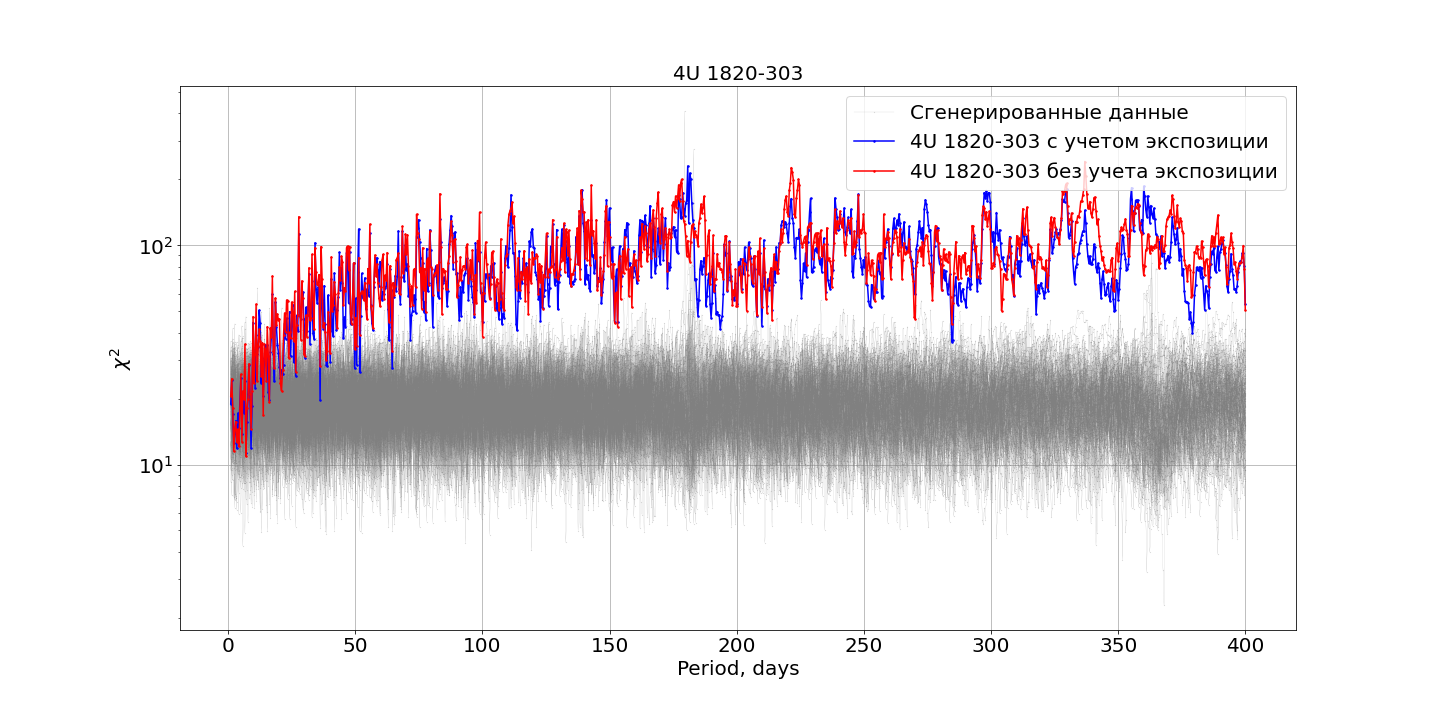 4U 1820-303
Сгенерированные данные
4U 1820-303 с учетом экспозиции
4U 1820-303 без учета экспозиции
10²
10¹
χ²
0 50 100 150 200 250 300 350 400
Period, days